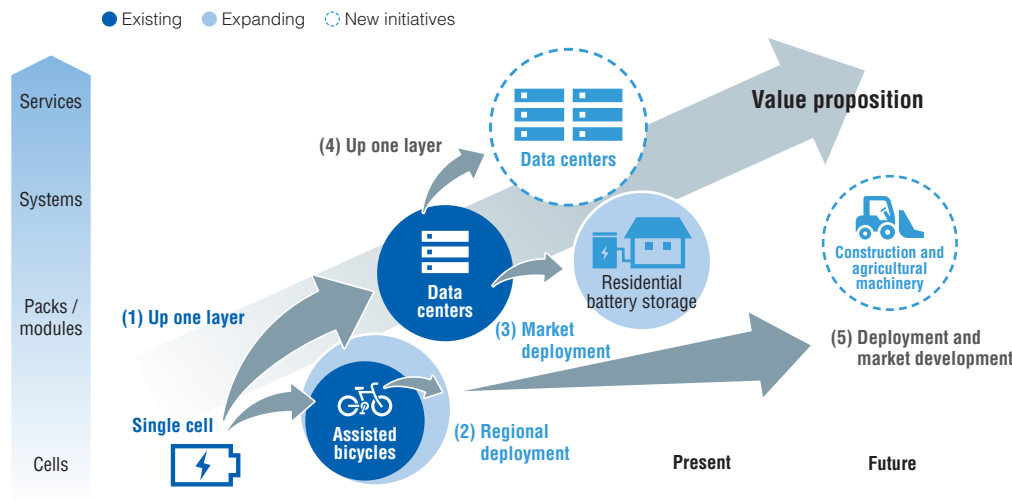 Existing
Expanding
New initiatives
Services
Systems
Packs /
modules
Cells
Value proposition
Data centers
(4) Up one layer
Data
centers
Residential
battery storage
Construction and
agricultural
machinery
(1) Up one layer
(3) Market
deployment
(5) Deployment and
market development
Single cell
Assisted
bicycles
(2) Regional
deployment
Present
Future